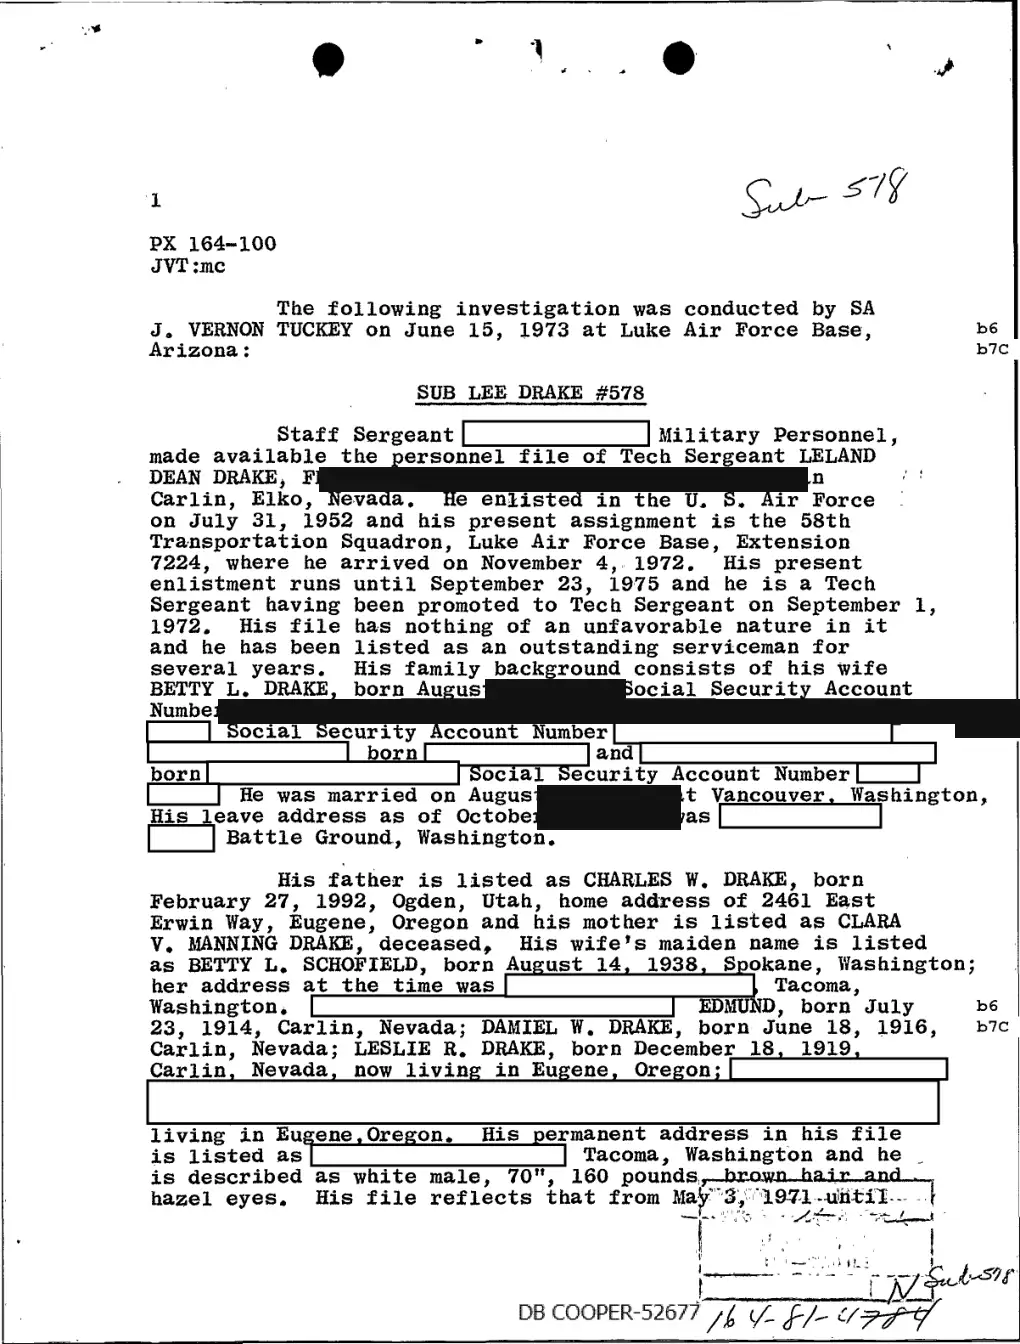 Sub 578
1
PX 164-100
JVT:mc
The following investigation was conducted by SA
J. VERNON TUCKEY on June 15, 1973 at Luke Air Force Base,
Arizona:
b6
b7C
SUB LEE DRAKE #578
Staff Sergeant Military Personnel,
made available the personnel file of Tech Sergeant LELAND
DEAN DRAKE, F n
Carlin, Elko, Nevada. He enlisted in the U. S. Air Force
on July 31, 1952 and his present assignment is the 58th
Transportation Squadron, Luke Air Force Base, Extension
7224, where he arrived on November 4, 1972. His present
enlistment runs until September 23, 1975 and he is a Tech
Sergeant having been promoted to Tech Sergeant on September 1,
1972. His file has nothing of an unfavorable nature in it
and he has been listed as an outstanding serviceman for
several years. His family background consists of his wife
BETTY L. DRAKE, born Augus Social Security Account
Numbe
Social Security Account Number
born and
born Social Security Account Number
He was married on Augus t Vancouver, Washington,
His leave address as of Octobe as
Battle Ground, Washington.
His father is listed as CHARLES W. DRAKE, born
February 27, 1992, Ogden, Utah, home address of 2461 East
Erwin Way, Eugene, Oregon and his mother is listed as CLARA
V. MANNING DRAKE, deceased, His wife's maiden name is listed
as BETTY L. SCHOFIELD, born August 14, 1938, Spokane, Washington;
her address at the time was , Tacoma,
Washington. EDMUND, born July
23, 1914, Carlin, Nevada; DAMIEL W. DRAKE, born June 18, 1916,
Carlin, Nevada; LESLIE R. DRAKE, born December 18, 1919,
Carlin, Nevada, now living in Eugene, Oregon;
b6
b7C
living in Eugene,Oregon. His permanent address in his file
is listed as Tacoma, Washington and he
is described as white male, 70", 160 pounds, brown hair and
hazel eyes. His file reflects that from May 3, 1971 until
N Sub 578
DB COOPER-52677
164-81-4784